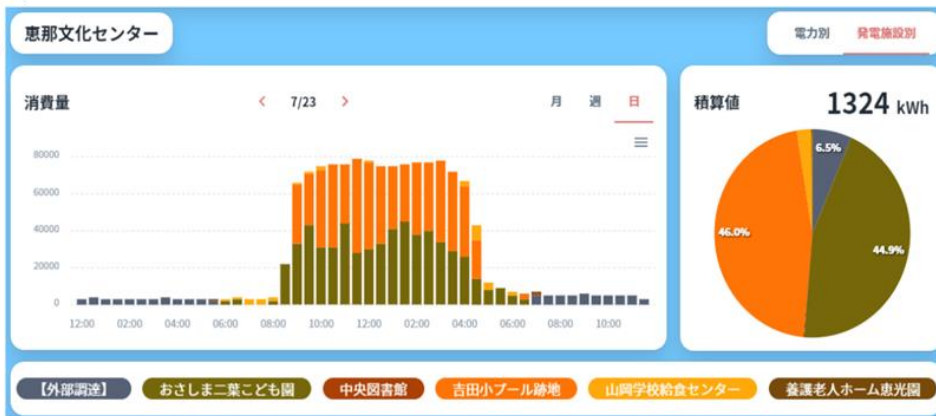 恵那文化センター
電力別 発電施設別
消費量 7/23 月 週 日
積算値 1324 kWh
80000
60000
40000
20000
0
12:00 02:00 04:00 06:00 08:00 10:00 12:00 02:00 04:00 06:00 08:00 10:00
6.5%
46.0%
44.9%
【外部調達】 おさしま二葉こども園 中央図書館 吉田小プール跡地 山岡学校給食センター 養護老人ホーム恵光園